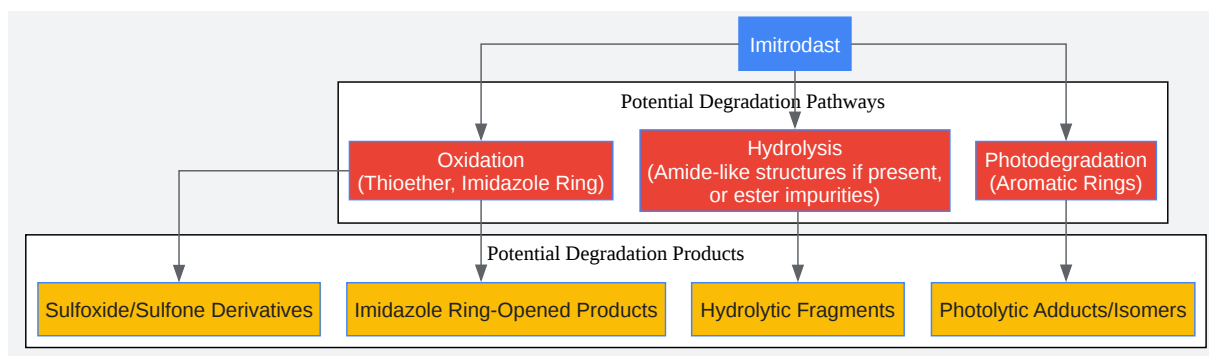 Imitrodast
Potential Degradation Pathways
Oxidation
(Thioether, Imidazole Ring)
Hydrolysis
(Amide-like structures if present,
or ester impurities)
Photodegradation
(Aromatic Rings)
Potential Degradation Products
Sulfoxide/Sulfone Derivatives
Imidazole Ring-Opened Products
Hydrolytic Fragments
Photolytic Adducts/Isomers